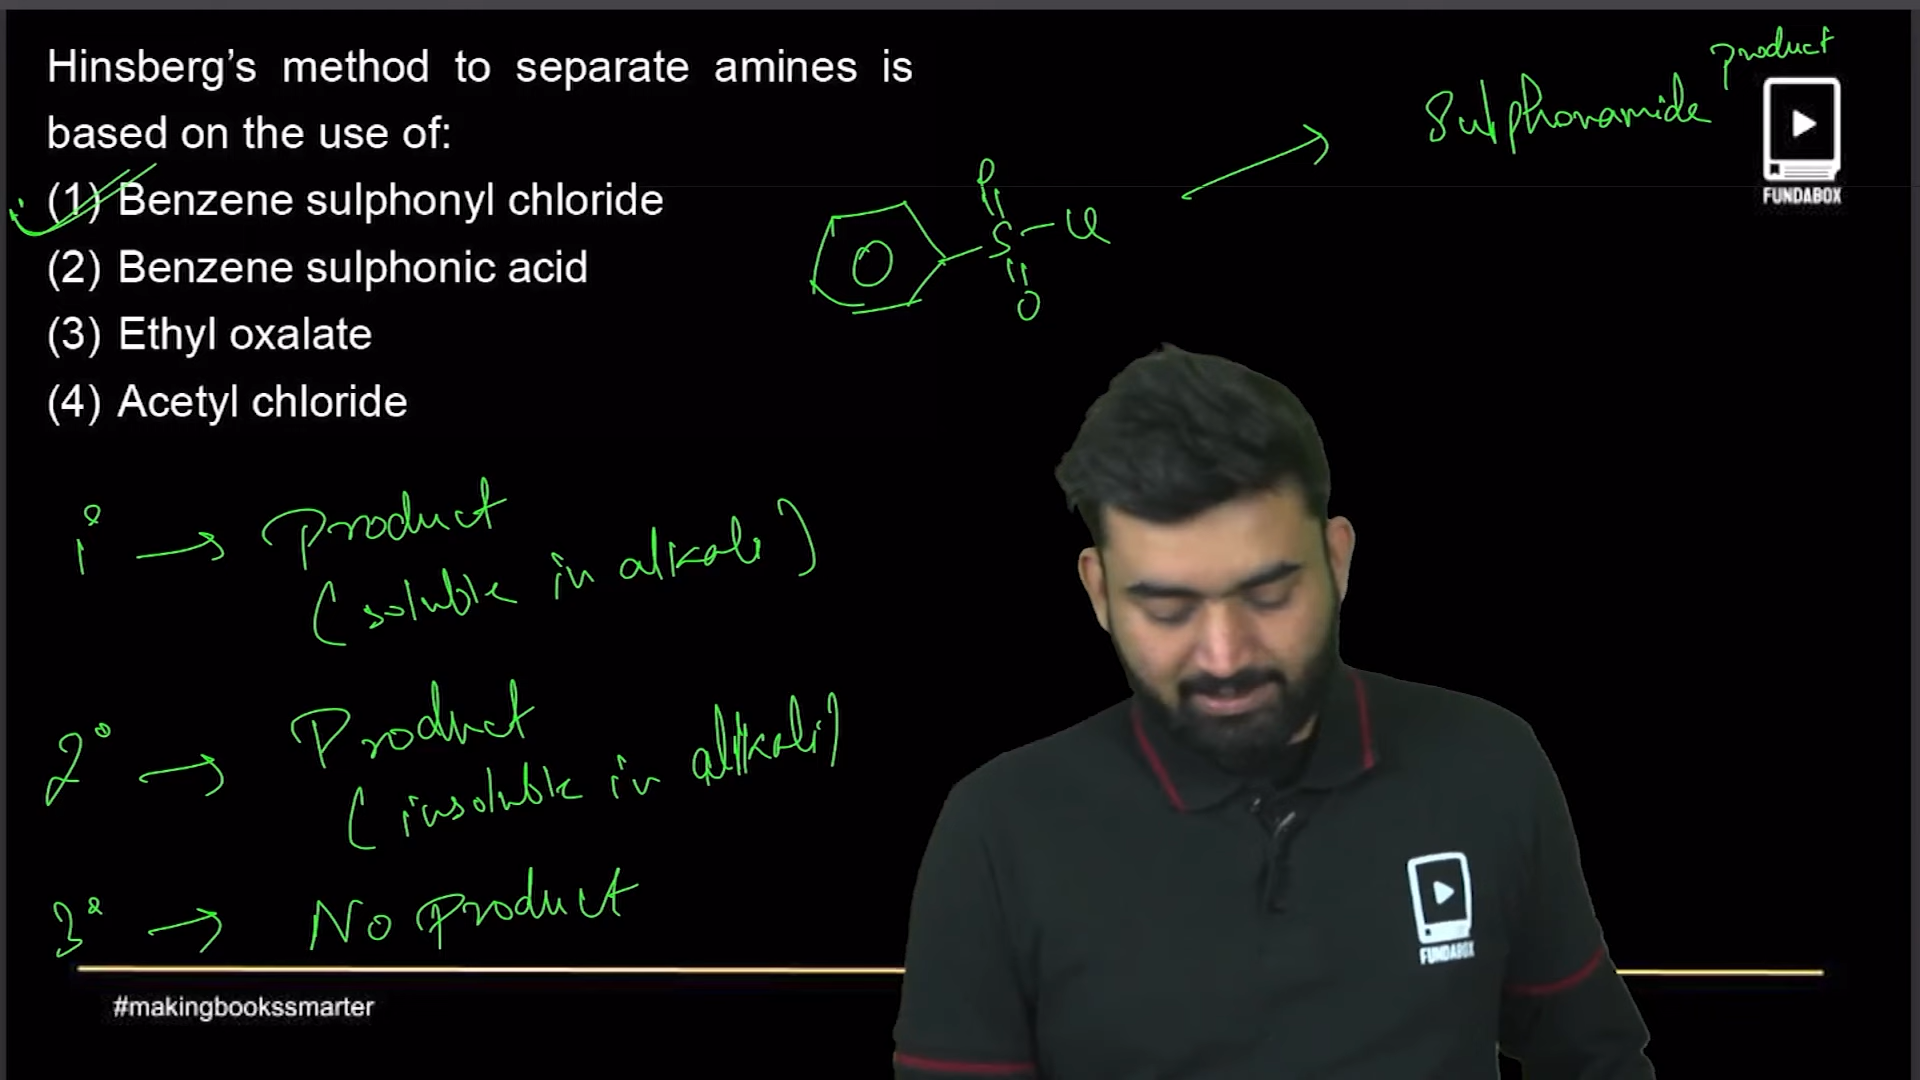 Hinsberg’s method to separate amines is
based on the use of:
(1) Benzene sulphonyl chloride
(2) Benzene sulphonic acid
(3) Ethyl oxalate
(4) Acetyl chloride
O
S - Cl
O
Sulphonamide product
FUNDABOX
1° → Product
(soluble in alkali)
2° → Product
(insoluble in alkali)
3° → No product
FUNDABOX
#makingbookssmarter